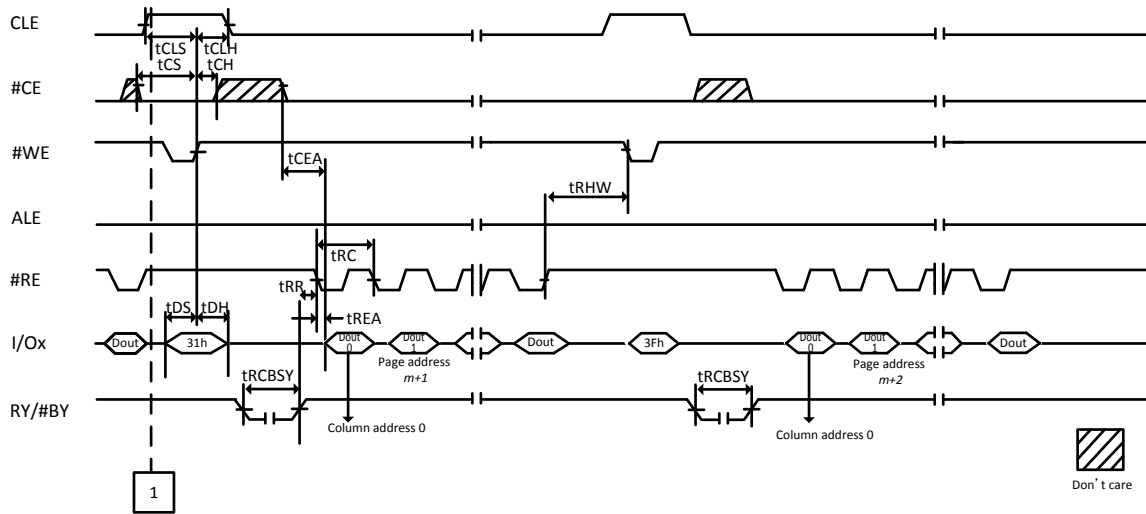 CLE
tCLS
tCLH
tCS
tCH
#CE
#WE
tCEA
tRHW
ALE
tRC
#RE
tRR
tDS
tDH
tREA
I/Ox
Dout
31h
Dout
0
Dout
1
Dout
3Fh
Dout
0
Dout
1
Dout
Page address
m+1
Page address
m+2
tRCBSY
tRCBSY
RY/#BY
Column address 0
Column address 0
1
Don't care